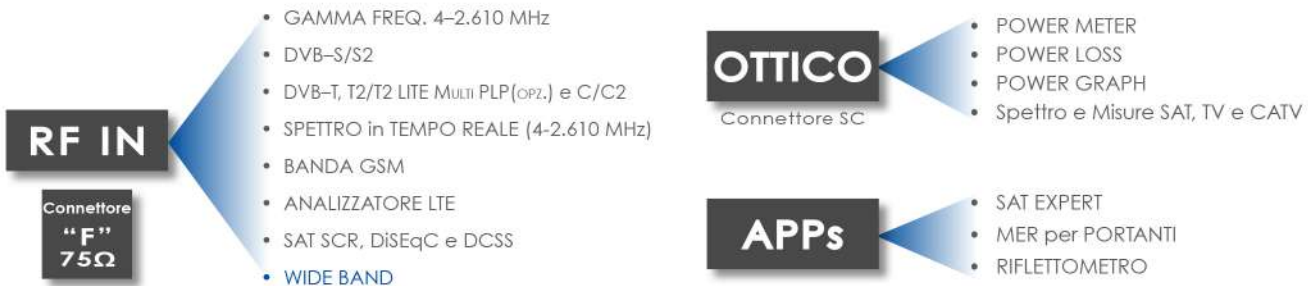 RF IN
Connettore
“F”
75Ω
• GAMMA FREQ. 4–2.610 MHz
• DVB–S/S2
• DVB–T, T2/T2 LITE MULTI PLP(OPZ.) e C/C2
• SPETTRO in TEMPO REALE (4-2.610 MHz)
• BANDA GSM
• ANALIZZATORE LTE
• SAT SCR, DiSEqC e DCSS
• WIDE BAND
OTTICO
Connettore SC
• POWER METER
• POWER LOSS
• POWER GRAPH
• Spettro e Misure SAT, TV e CATV
APPs
• SAT EXPERT
• MER per PORTANTI
• RIFLETTOMETRO